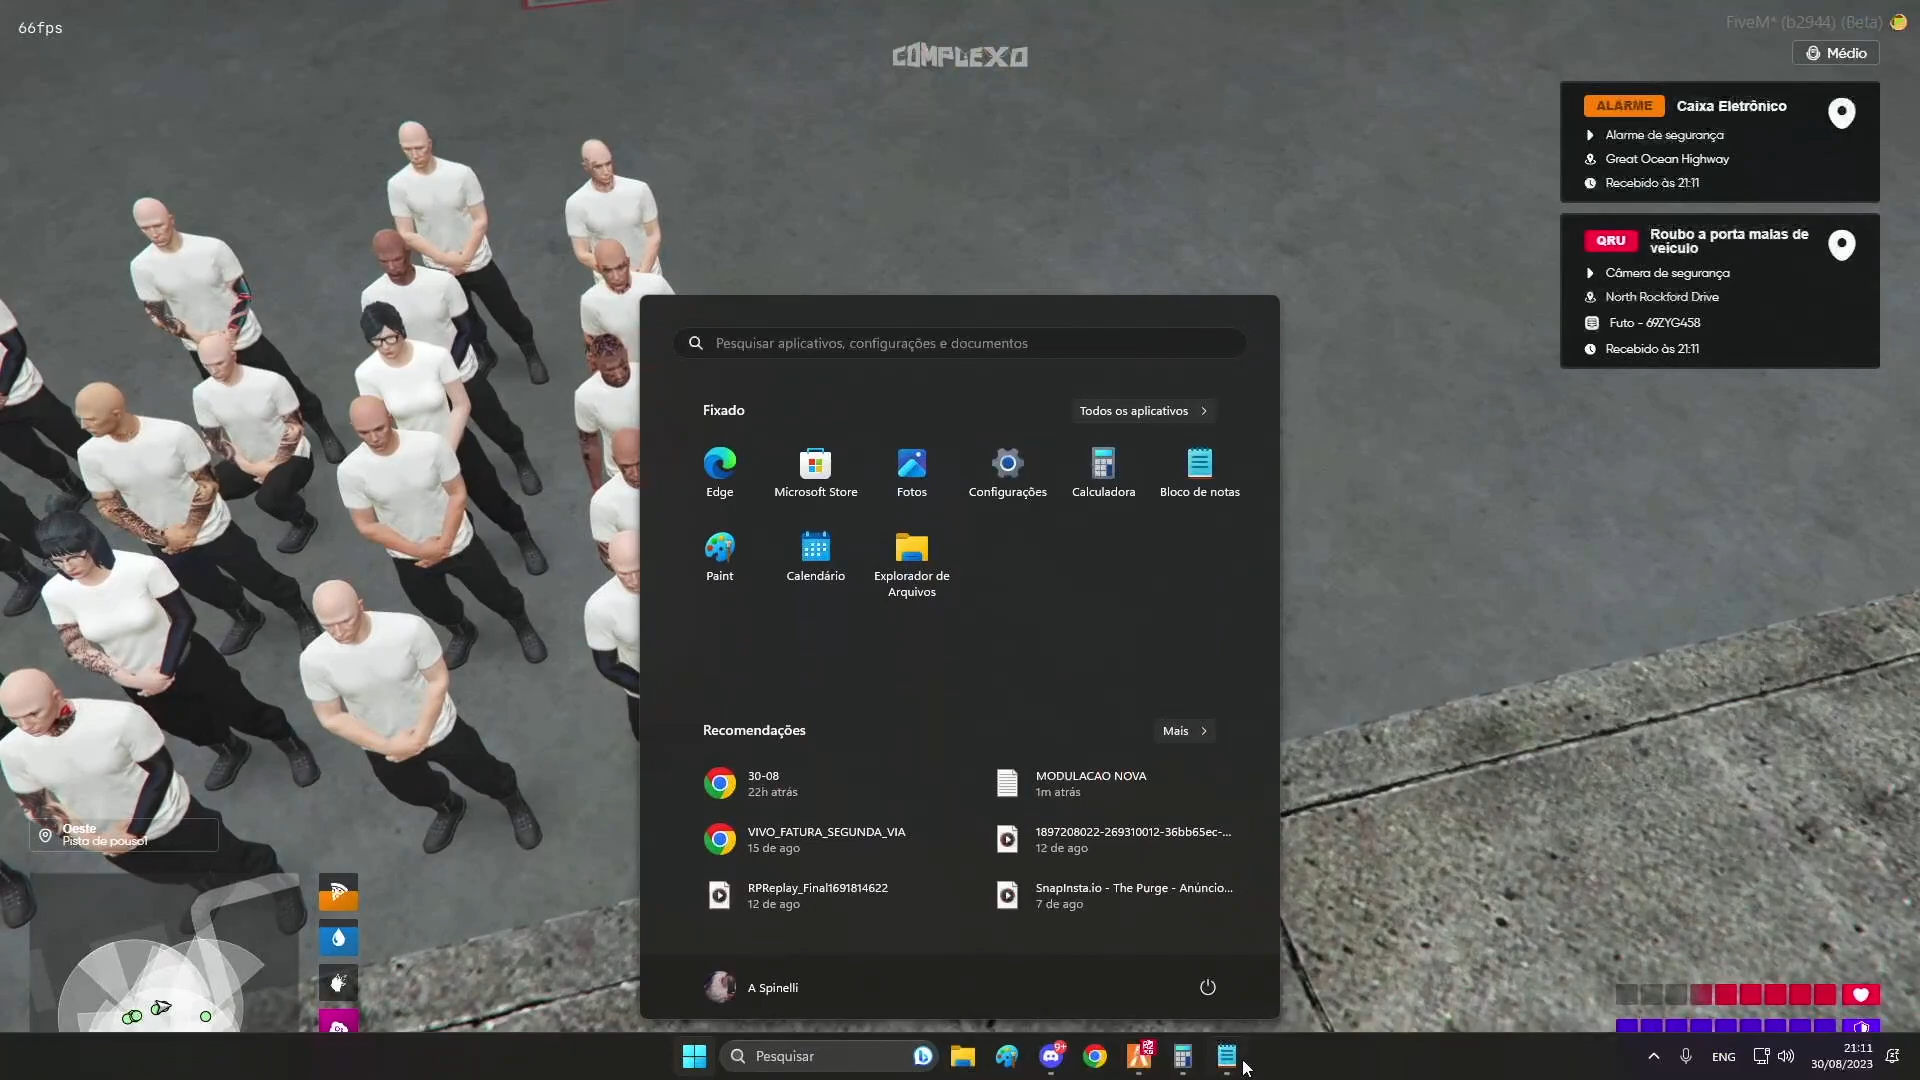 66fps
COMPLEXO
FiveM* (b2944) (Beta)
Médio
ALARME Caixa Eletrônico
Alarme de segurança
Great Ocean Highway
Recebido às 21:11
QRU Roubo a porta malas de
veículo
Câmera de segurança
North Rockford Drive
Futo - 69ZYG458
Recebido às 21:11
Pesquisar aplicativos, configurações e documentos
Fixado
Todos os aplicativos
Edge
Microsoft Store
Fotos
Configurações
Calculadora
Bloco de notas
Paint
Calendário
Explorador de
Arquivos
Recomendações
Mais
30-08
22h atrás
MODULACAO NOVA
1m atrás
VIVO_FATURA_SEGUNDA_VIA
15 de ago
1897208022-269310012-36bb65ec-...
12 de ago
RPReplay_Final1691814622
12 de ago
SnapInsta.io - The Purge - Anúncio...
7 de ago
A Spinelli
Oeste
Pista de pouso1
Pesquisar
9+
ENG
21:11
30/08/2023